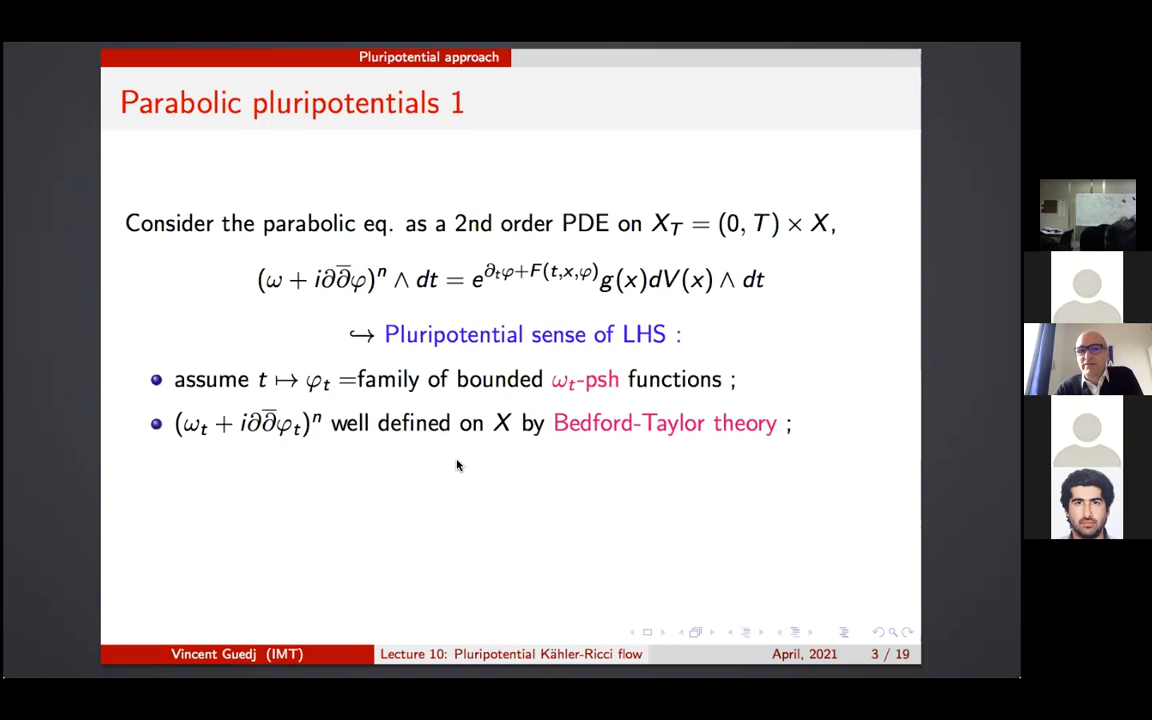 Pluripotential approach
Parabolic pluripotentials 1
Consider the parabolic eq. as a 2nd order PDE on X_T = (0, T) × X,
(ω + i∂∂̅φ)ⁿ ∧ dt = e^{∂_tφ+F(t,x,φ)} g(x)dV(x) ∧ dt
↪ Pluripotential sense of LHS :
assume t ↦ φ_t =family of bounded ω_t-psh functions ;
(ω_t + i∂∂̅φ_t)ⁿ well defined on X by Bedford-Taylor theory ;
Vincent Guedj (IMT) Lecture 10: Pluripotential Kähler-Ricci flow April, 2021 3 / 19